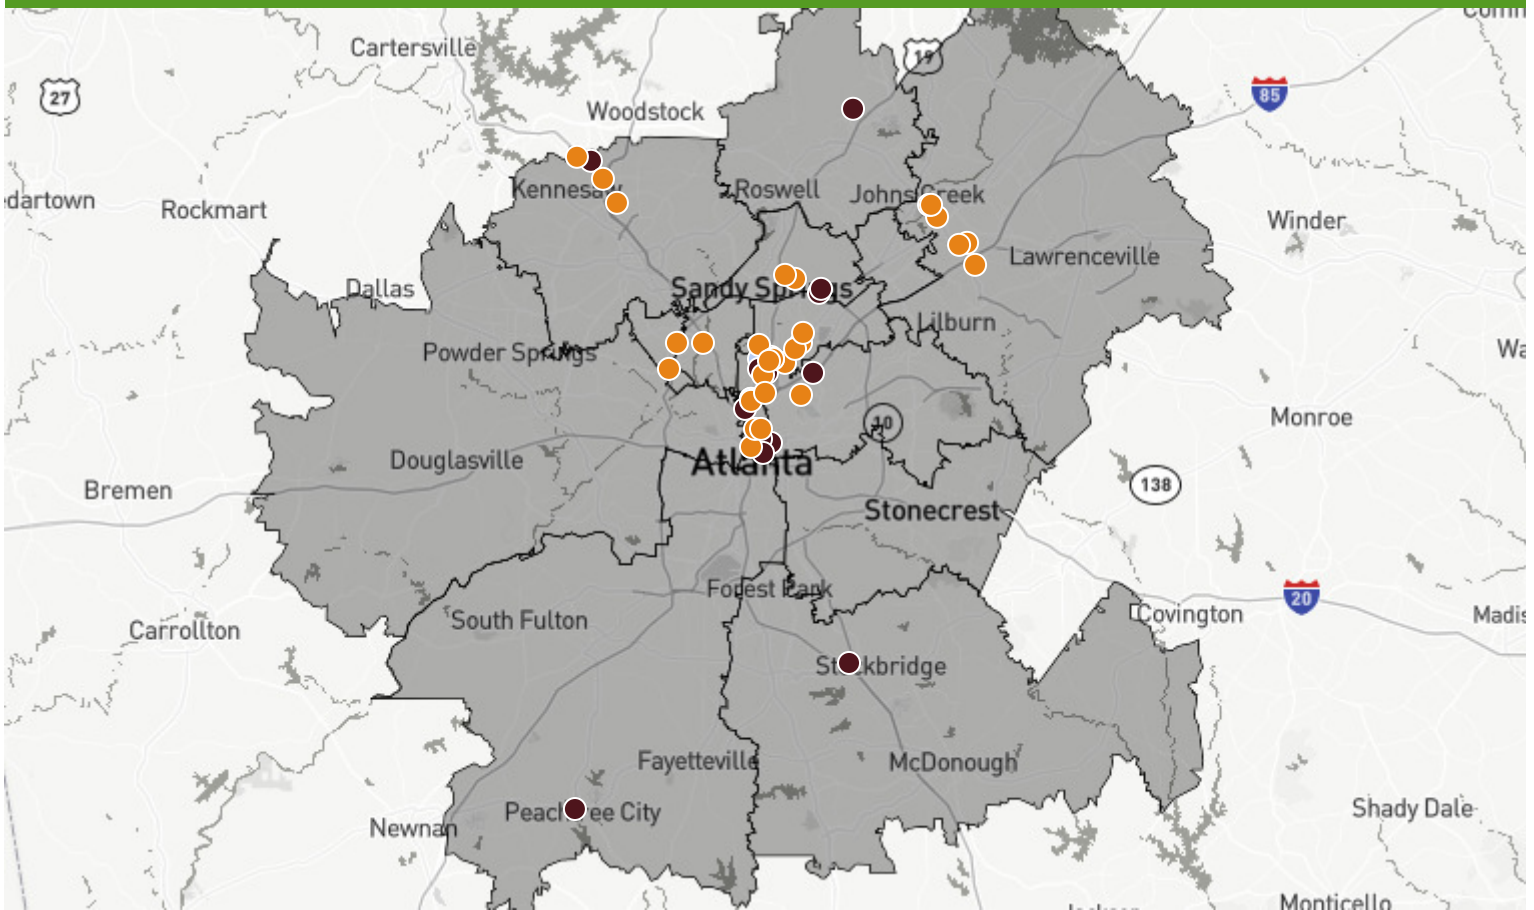 Cartersville
19
27
85
Woodstock
Kennesaw
Roswell
Johns Creek
Rockmart
Winder
Lawrenceville
Dallas
Sandy Springs
Lilburn
Powder Springs
Monroe
10
Douglasville
Atlanta
Bremen
138
Stonecrest
Forest Park
20
South Fulton
Covington
Madis
Carrollton
Stockbridge
Fayetteville
McDonough
Peachtree City
Shady Dale
Newnan
Monticello